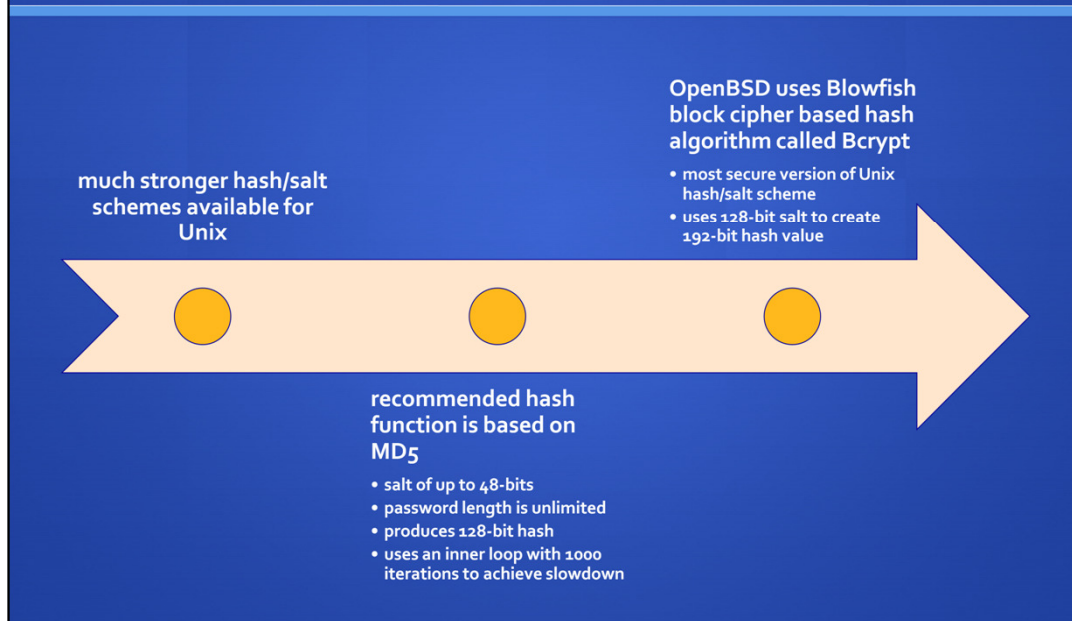 much stronger hash/salt
schemes available for
Unix
recommended hash
function is based on
MD5
• salt of up to 48-bits
• password length is unlimited
• produces 128-bit hash
• uses an inner loop with 1000
iterations to achieve slowdown
OpenBSD uses Blowfish
block cipher based hash
algorithm called Bcrypt
• most secure version of Unix
hash/salt scheme
• uses 128-bit salt to create
192-bit hash value